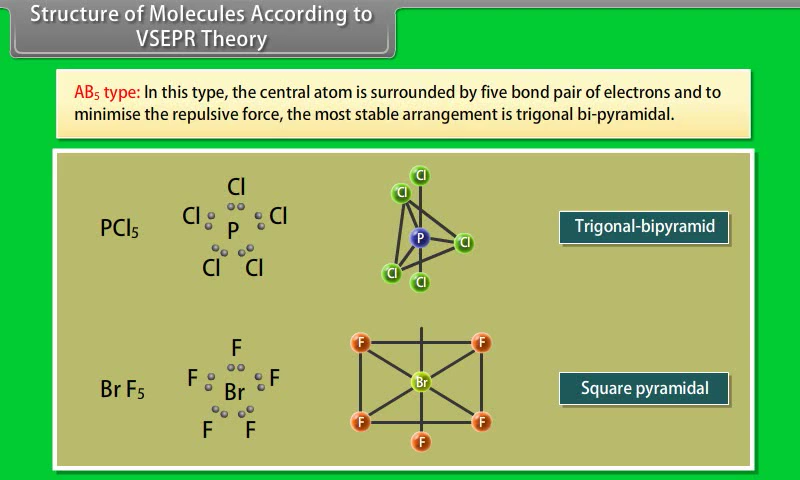 Structure of Molecules According to
VSEPR Theory
AB₅ type: In this type, the central atom is surrounded by five bond pair of electrons and to
minimise the repulsive force, the most stable arrangement is trigonal bi-pyramidal.
PCl₅
Cl
Cl P Cl
Cl Cl
Cl
Cl
P
Cl
Cl
Cl
Trigonal-bipyramid
Br F₅
F
F Br F
F F
F F
Br
F F
F
Square pyramidal